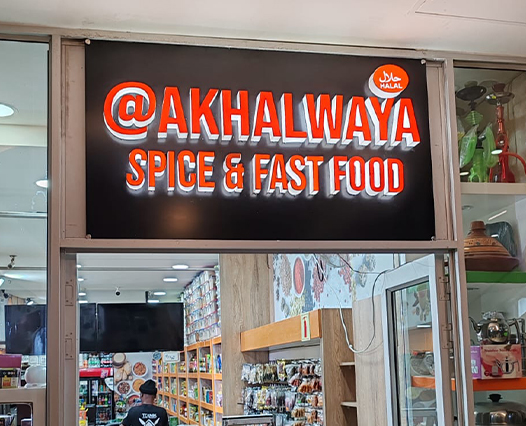 حلال
HALAL
@AKHALWAYA
SPICE & FAST FOOD